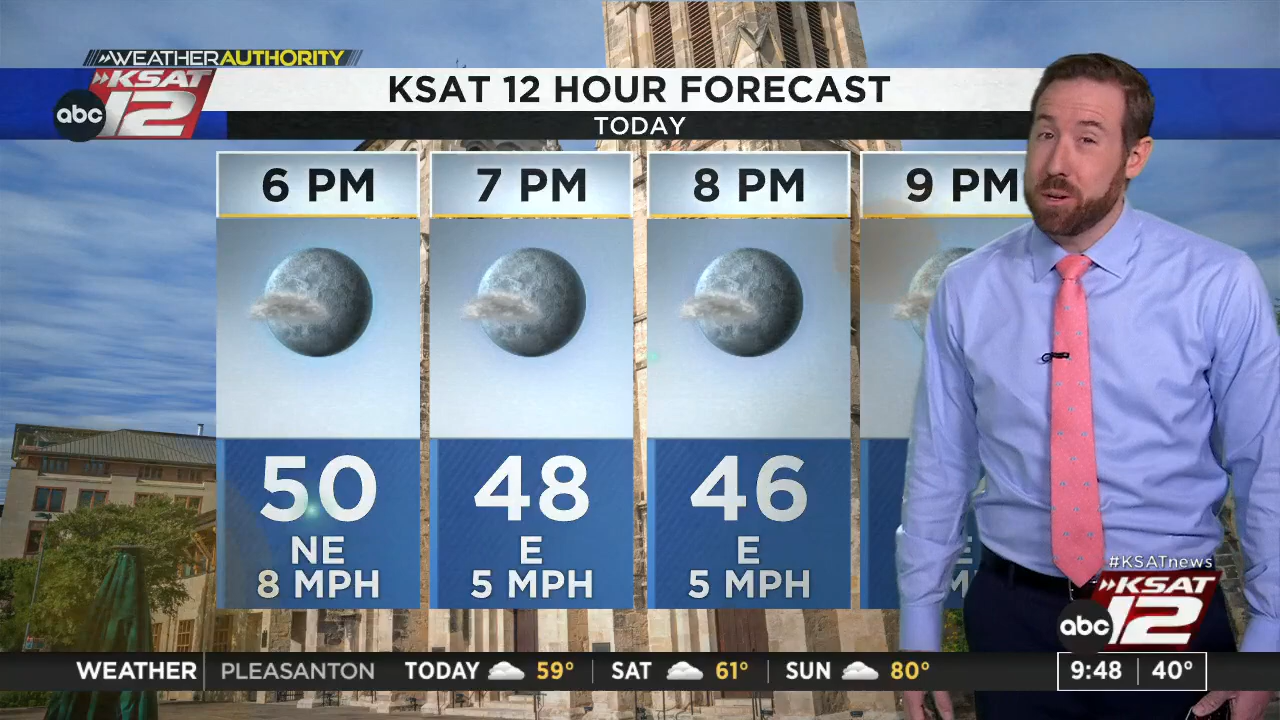 WEATHERAUTHORITY
KSAT
abc 12
KSAT 12 HOUR FORECAST
TODAY
6 PM 7 PM 8 PM 9 PM
50 48 46
NE E E
8 MPH 5 MPH 5 MPH
#KSATnews
KSAT
abc 12
WEATHER PLEASANTON TODAY 59° SAT 61° SUN 80° 9:48 40°